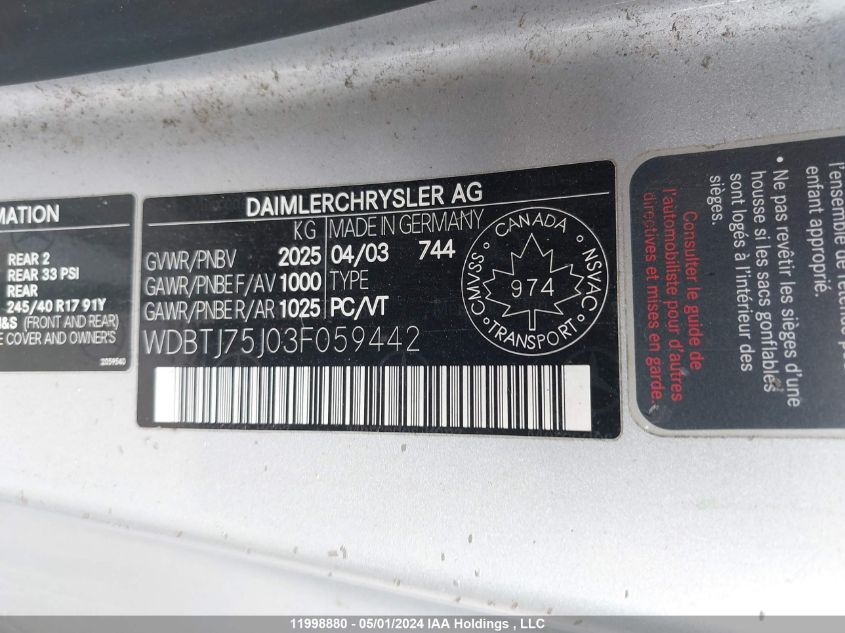 MATION
REAR 2
REAR 33 PSI
REAR
245/40 R17 91Y
&S (FRONT AND REAR)
E COVER AND OWNER'S
2059540
DAIMLERCHRYSLER AG
KG MADE IN GERMANY
GVWR/PNBV 2025 04/03 744
GAWR/PNBE F/AV 1000 TYPE
GAWR/PNBE R/AR 1025 PC/VT
WDBTJ75J03F059442
CANADA
CMVSS 974 NSVAC
TRANSPORT
l'ensemble de rete
enfant approprié.
• Ne pas revêtir les sièges d'une
housse si les sacs gonflables
sont logés à l'intérieur des
sièges.
Consulter le guide de
l'automobiliste pour d'autres
directives et mises en garde.
11998880 - 05/01/2024 IAA Holdings , LLC